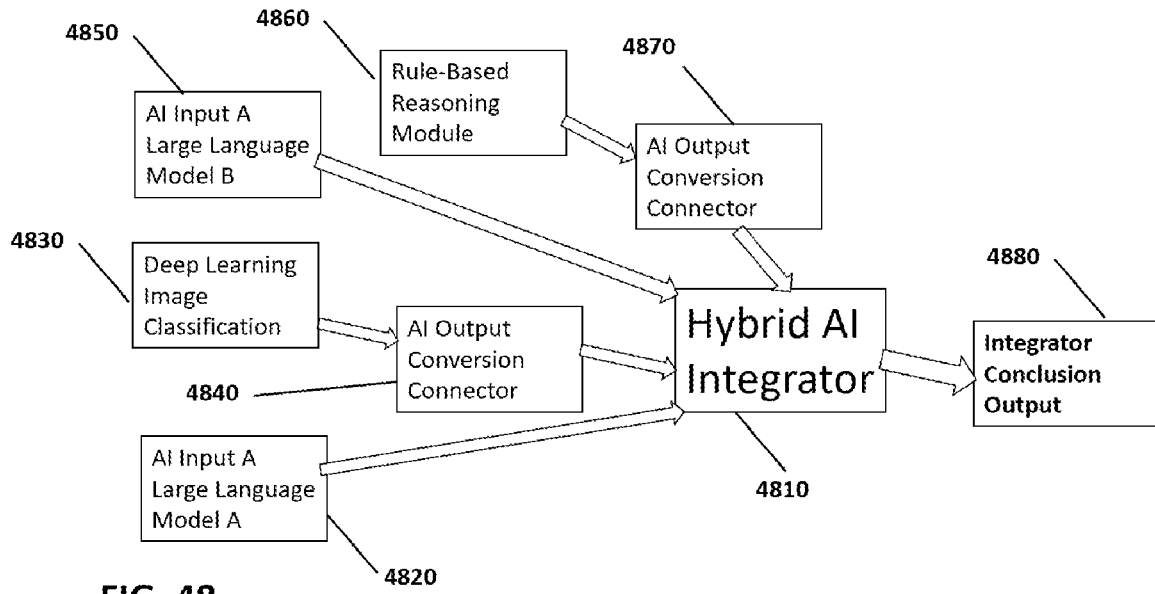 4850
4860
4870
AI Input A
Large Language
Model B
Rule-Based
Reasoning
Module
AI Output
Conversion
Connector
4830
Deep Learning
Image
Classification
4840
AI Output
Conversion
Connector
Hybrid AI
Integrator
4880
Integrator
Conclusion
Output
AI Input A
Large Language
Model A
4810
4820
FIG. 48